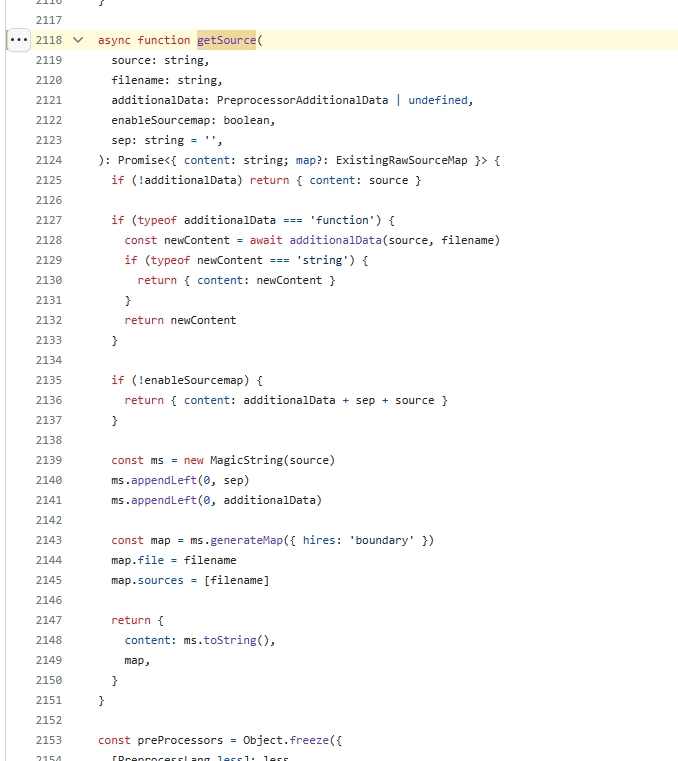 2116 }
2117
2118 async function getSource(
2119 source: string,
2120 filename: string,
2121 additionalData: PreprocessorAdditionalData | undefined,
2122 enableSourcemap: boolean,
2123 sep: string = '',
2124 ): Promise<{ content: string; map?: ExistingRawSourceMap }> {
2125 if (!additionalData) return { content: source }
2126
2127 if (typeof additionalData === 'function') {
2128 const newContent = await additionalData(source, filename)
2129 if (typeof newContent === 'string') {
2130 return { content: newContent }
2131 }
2132 return newContent
2133 }
2134
2135 if (!enableSourcemap) {
2136 return { content: additionalData + sep + source }
2137 }
2138
2139 const ms = new MagicString(source)
2140 ms.appendLeft(0, sep)
2141 ms.appendLeft(0, additionalData)
2142
2143 const map = ms.generateMap({ hires: 'boundary' })
2144 map.file = filename
2145 map.sources = [filename]
2146
2147 return {
2148 content: ms.toString(),
2149 map,
2150 }
2151 }
2152
2153 const preProcessors = Object.freeze({
2154 [PreprocessLang.less]: less,